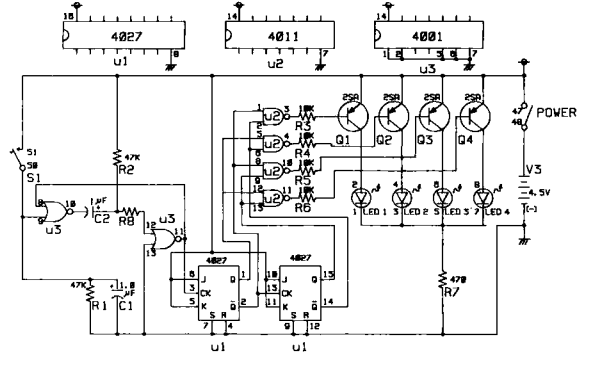 16 14 14
4027 4011 4001
8 7 1 2 5 6 7
u1 u2 u3
2SA 2SA 2SA 2SA
1 u2 3 10K R3
Q1 Q2 Q3 Q4
47 48 POWER
5 u2 4 10K R4
51 50 S1
47K R2
8 u2 10 10K R5
9
12 u2 11 10K R6
13
V3 4.5V (-)
2 4 6 8
1 LED 1 3 LED 2 5 LED 3 7 LED 4
8 9 u3 10 1µF C2 R8
u3 12 13 11
4027 4027
47K R1 1.0 µF C1
6 J Q 1 10 J Q 15
3 CK 13 CK
5 K Q 2 11 K Q 14
S R S R
7 4 9 12
u1 u1
470 R7